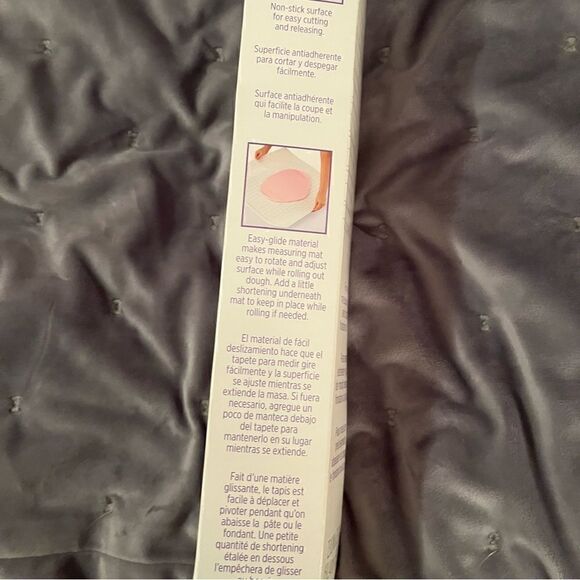 Non-stick surface
for easy cutting
and releasing.
Superficie antiadherente
para cortar y despegar
fácilmente.
Surface antiadhérente
qui facilite la coupe et
la manipulation.
Easy-glide material
makes measuring mat
easy to rotate and adjust
surface while rolling out
dough. Add a little
shortening underneath
mat to keep in place while
rolling if needed.
El material de fácil
deslizamiento hace que el
tapete para medir gire
fácilmente y la superficie
se ajuste mientras se
extiende la masa. Si fuera
necesario, agregue un
poco de manteca debajo
del tapete para
mantenerlo en su lugar
mientras se extiende.
Fait d'une matière
glissante, le tapis est
facile à déplacer et
pivoter pendant qu'on
abaisse la pâte ou le
fondant. Une petite
quantité de shortening
étalée en dessous
l'empêchera de glisser